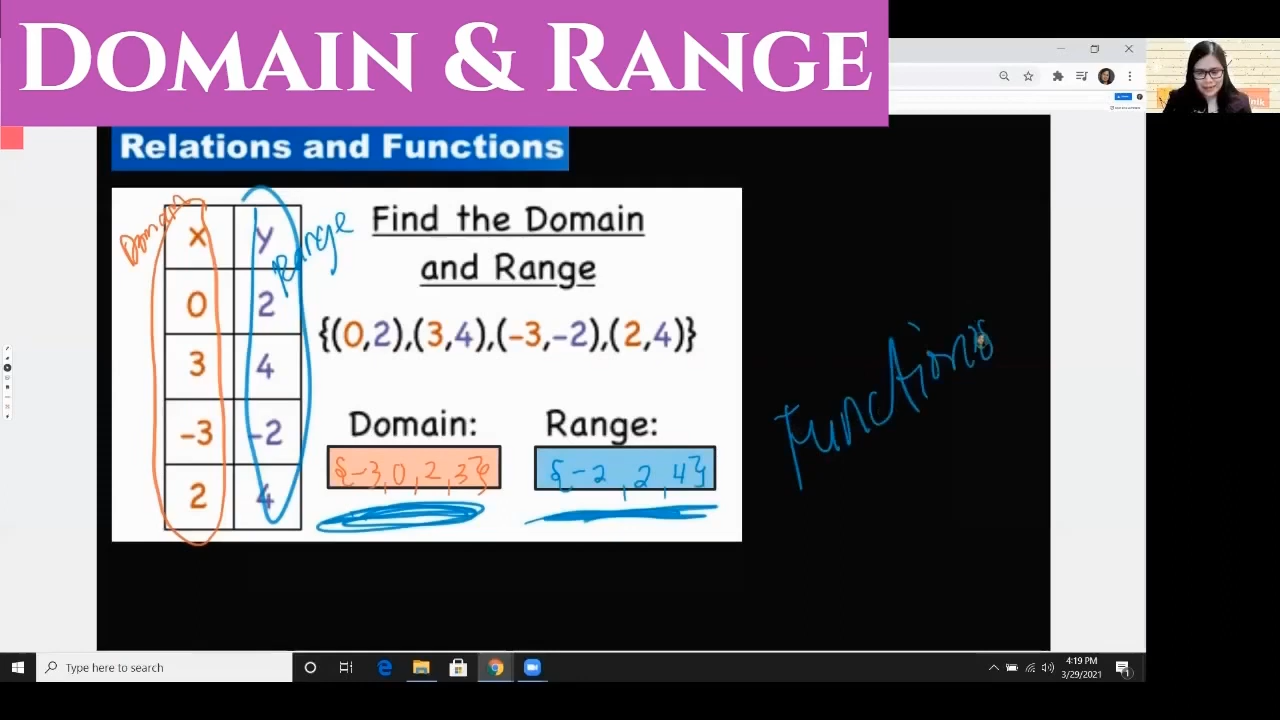 DOMAIN & RANGE
Relations and Functions
Domain
Range
x y
0 2
3 4
-3 -2
2 4
Find the Domain
and Range
{(0,2),(3,4),(-3,-2),(2,4)}
Domain: Range:
{-3,0,2,3} {-2,2,4}
Functions
Type here to search
4:19 PM
3/29/2021